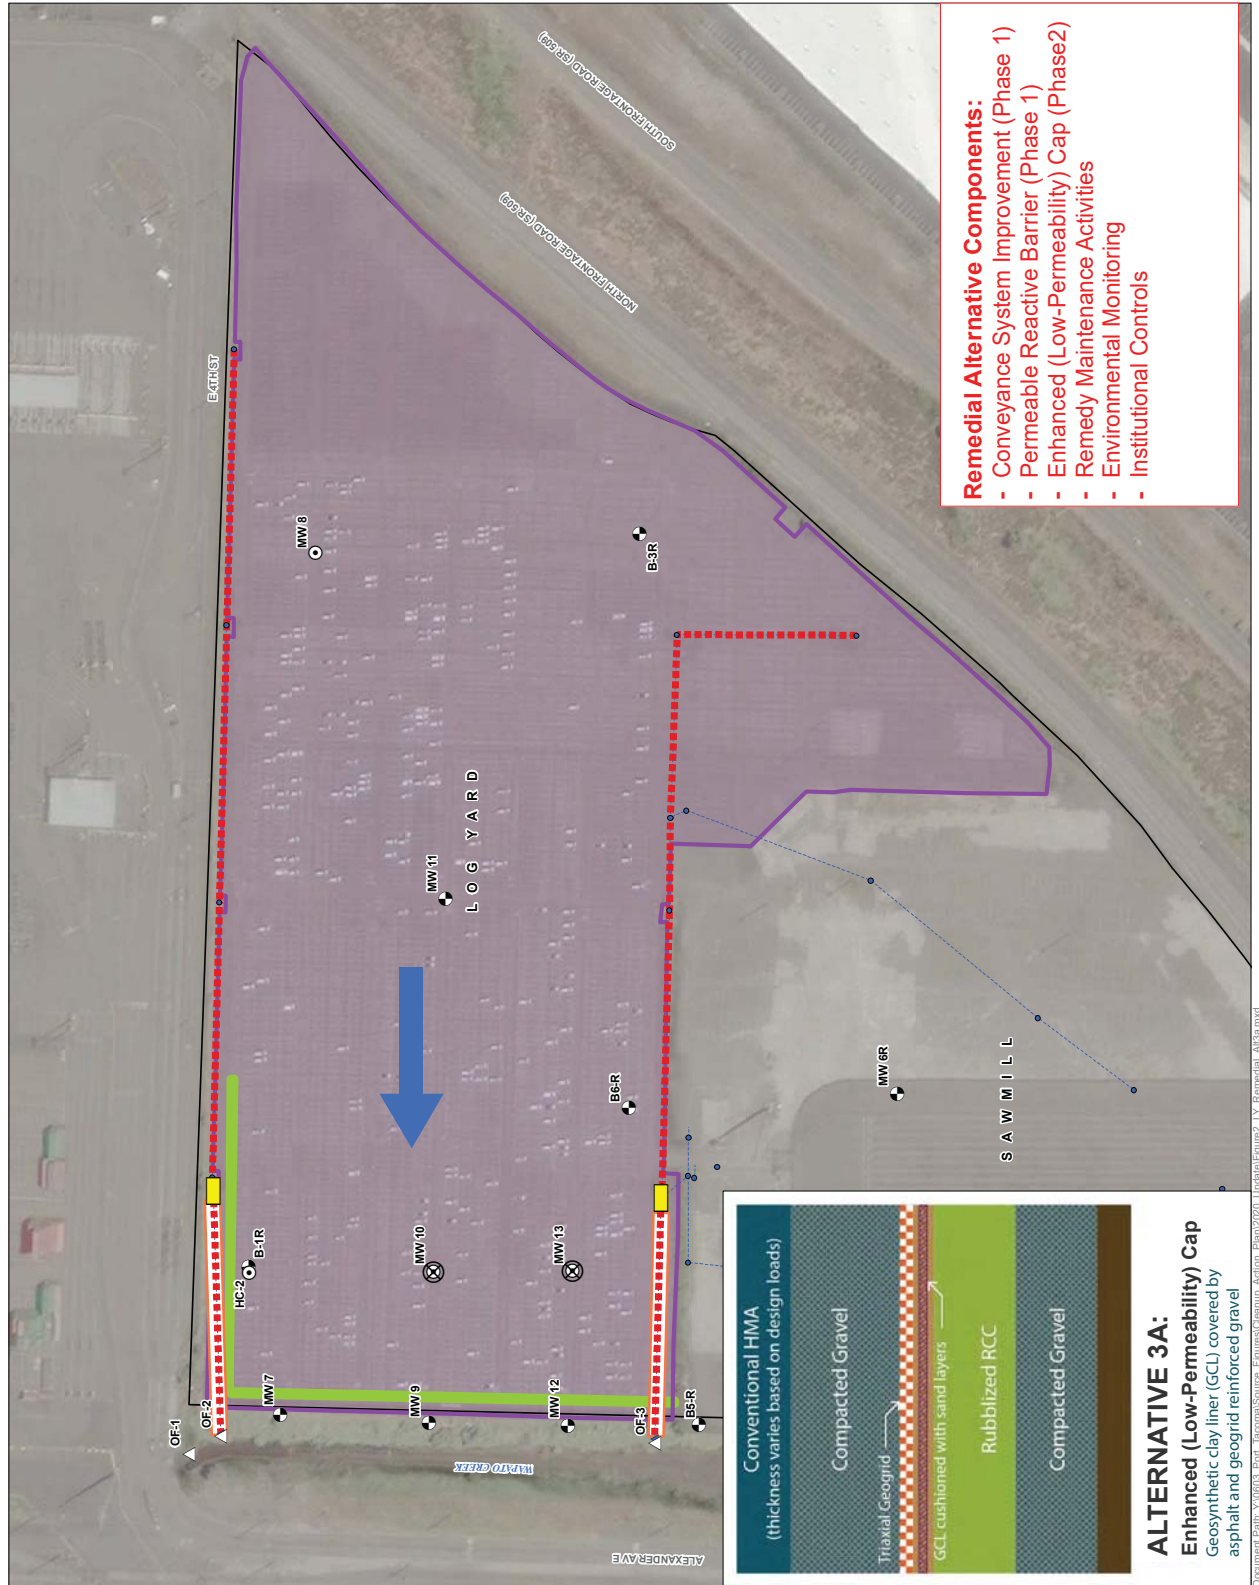 Remedial Alternative Components:
- Conveyance System Improvement (Phase 1)
- Permeable Reactive Barrier (Phase 1)
- Enhanced (Low-Permeability) Cap (Phase2)
- Remedy Maintenance Activities
- Environmental Monitoring
- Institutional Controls
SOUTH FRONTAGE ROAD (SR 509)
NORTH FRONTAGE ROAD (SR 509)
E 4TH ST
MW 8
B-3R
MW 11
LOG YARD
B6-R
MW 6R
SAWMILL
HC-2
B-1R
MW 10
MW 13
OF-1
OF-2
MW 7
MW 9
MW 12
OF-3
B5-R
WAPATO CREEK
ALEXANDER AV E
Conventional HMA
(thickness varies based on design loads)
Compacted Gravel
Triaxial Geogrid
GCL cushioned with sand layers
Rubblized RCC
Compacted Gravel
ALTERNATIVE 3A:
Enhanced (Low-Permeability) Cap
Geosynthetic clay liner (GCL) covered by
asphalt and geogrid reinforced gravel